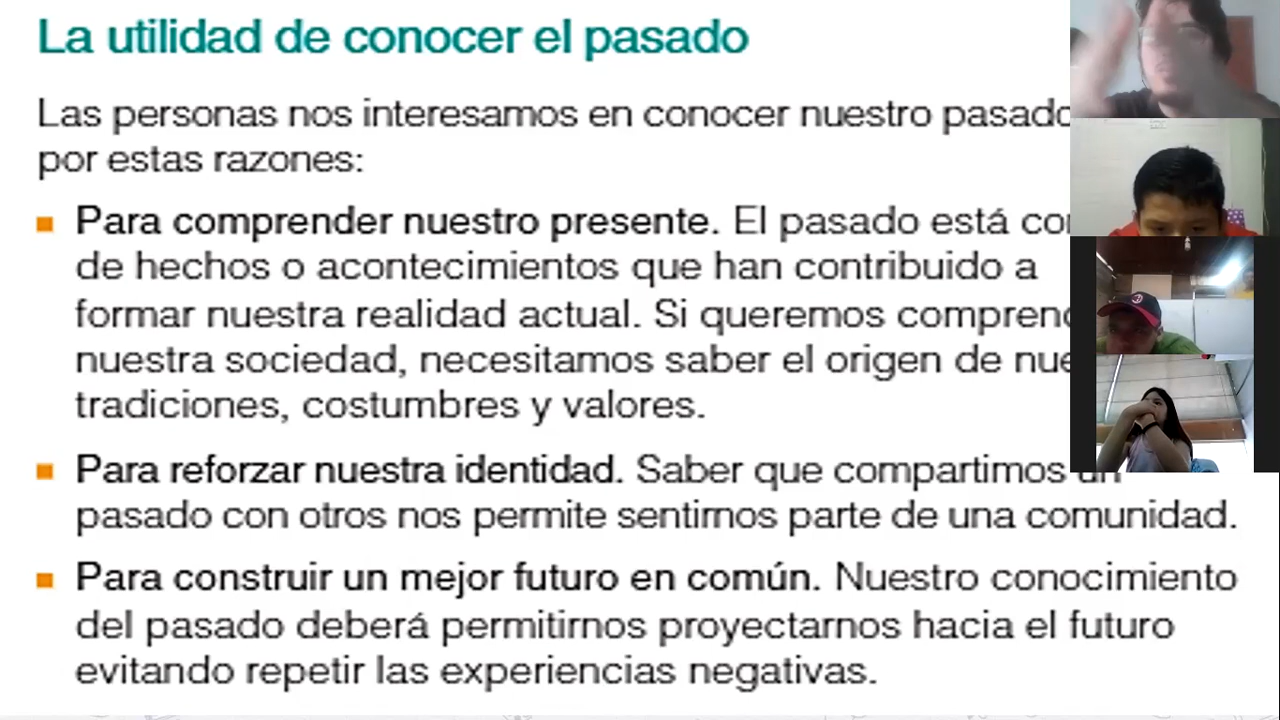 La utilidad de conocer el pasado
Las personas nos interesamos en conocer nuestro pasado
por estas razones:
Para comprender nuestro presente. El pasado está
de hechos o acontecimientos que han contribuido a
formar nuestra realidad actual. Si queremos
nuestra sociedad, necesitamos saber el origen de
tradiciones, costumbres y valores.
Para reforzar nuestra identidad. Saber que compartimos un
pasado con otros nos permite sentirnos parte de una comunidad.
Para construir un mejor futuro en común. Nuestro conocimiento
del pasado deberá permitirnos proyectarnos hacia el futuro
evitando repetir las experiencias negativas.